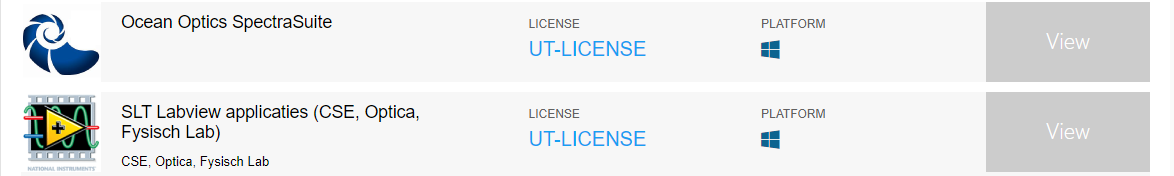 Ocean Optics SpectraSuite
LICENSE
UT-LICENSE
PLATFORM
View
SLT Labview applicaties (CSE, Optica,
Fysisch Lab)
CSE, Optica, Fysisch Lab
LICENSE
UT-LICENSE
PLATFORM
View
NATIONAL INSTRUMENTS